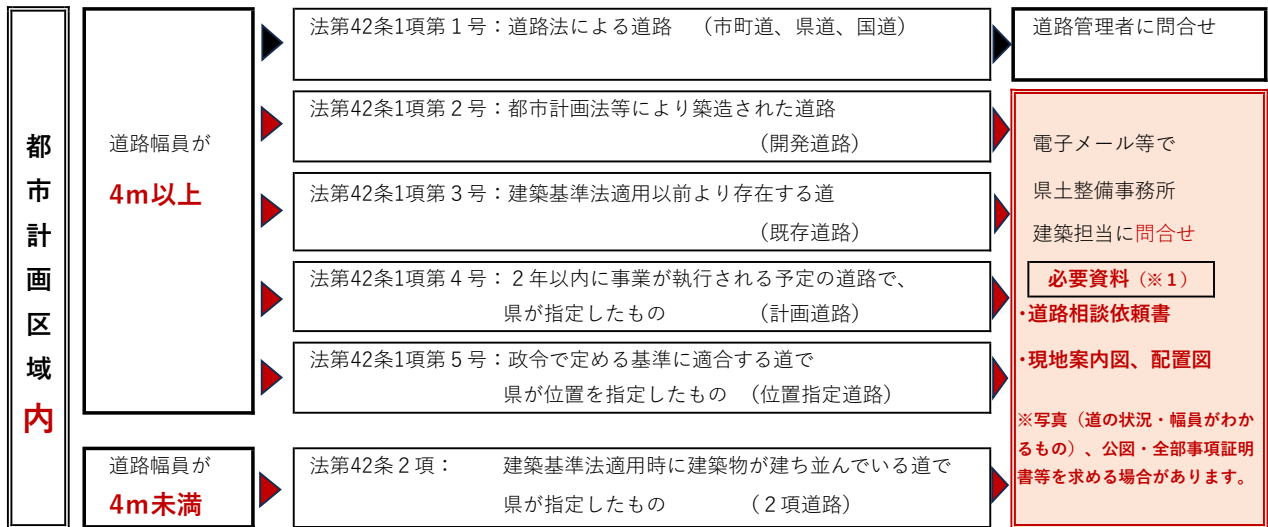 都市計画区域内
道路幅員が
4m以上
法第42条1項第1号：道路法による道路　（市町道、県道、国道）
道路管理者に問合せ
法第42条1項第2号：都市計画法等により築造された道路
（開発道路）
法第42条1項第3号：建築基準法適用以前より存在する道
（既存道路）
法第42条1項第4号：２年以内に事業が執行される予定の道路で、
県が指定したもの　（計画道路）
法第42条1項第5号：政令で定める基準に適合する道で
県が位置を指定したもの　（位置指定道路）
道路幅員が
4m未満
法第42条２項：　建築基準法適用時に建築物が建ち並んでいる道で
県が指定したもの　（２項道路）
電子メール等で
県土整備事務所
建築担当に問合せ
必要資料（※1）
・道路相談依頼書
・現地案内図、配置図
※写真（道の状況・幅員がわか
るもの）、公図・全部事項証明
書等を求める場合があります。